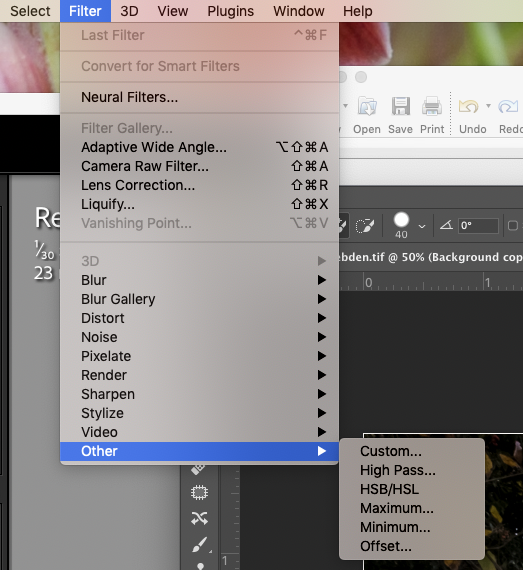 Select Filter 3D View Plugins Window Help
Last Filter ^⌘F
Convert for Smart Filters
Neural Filters...
Filter Gallery...
Adaptive Wide Angle... ⌥⇧⌘A
Camera Raw Filter... ⇧⌘A
Lens Correction... ⇧⌘R
Liquify... ⇧⌘X
Vanishing Point... ⌥⌘V
3D
Blur
Blur Gallery
Distort
Noise
Pixelate
Render
Sharpen
Stylize
Video
Other
Custom...
High Pass...
HSB/HSL
Maximum...
Minimum...
Offset...
Open Save Print Undo Redo
Re
1/30
23
40
0°
ebden.tif @ 50% (Background cop
0 1
1